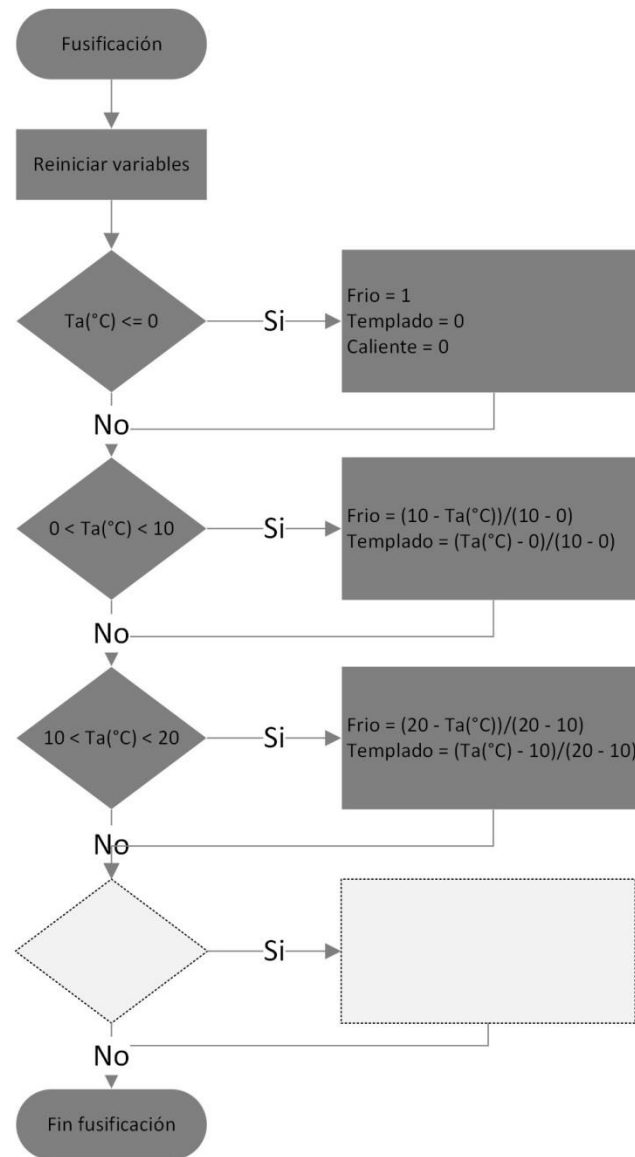 Fusificación
Reiniciar variables
Ta(°C) <= 0
Si
Frio = 1
Templado = 0
Caliente = 0
No
0 < Ta(°C) < 10
Si
Frio = (10 - Ta(°C))/(10 - 0)
Templado = (Ta(°C) - 0)/(10 - 0)
No
10 < Ta(°C) < 20
Si
Frio = (20 - Ta(°C))/(20 - 10)
Templado = (Ta(°C) - 10)/(20 - 10)
No
Si
No
Fin fusificación